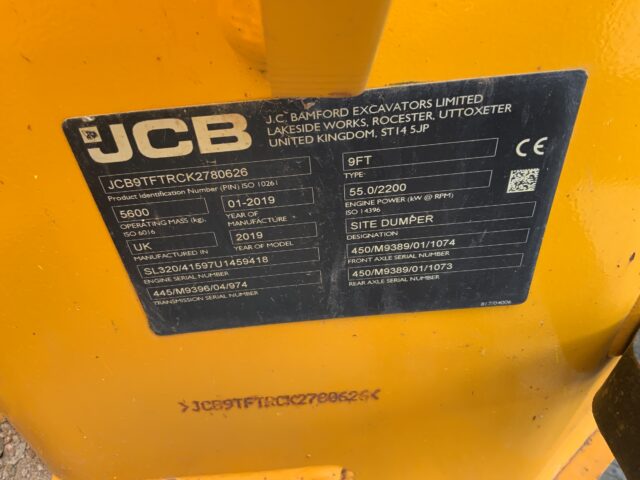 JCB
J.C. BAMFORD EXCAVATORS LIMITED
LAKESIDE WORKS, ROCESTER, UTTOXETER
UNITED KINGDOM, ST14 5JP
JCB9TFTRCK2780626
Product Identification Number (PIN) ISO 10261
5600
OPERATING MASS (kg)
ISO 6016
01-2019
YEAR OF
MANUFACTURE
UK
MANUFACTURED IN
2019
YEAR OF MODEL
SL320/41597U1459418
ENGINE SERIAL NUMBER
445/M9396/04/974
TRANSMISSION SERIAL NUMBER
9FT
TYPE
CE
55.0/2200
ENGINE POWER (kW @ RPM)
ISO 14396
SITE DUMPER
DESIGNATION
450/M9389/01/1074
FRONT AXLE SERIAL NUMBER
450/M9389/01/1073
REAR AXLE SERIAL NUMBER
817/04006
>JCB9TFTRCK2780626<